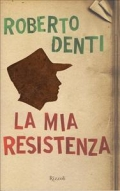 ROBERTO
DENTI
LA MIA
RESISTENZA
Rizzoli